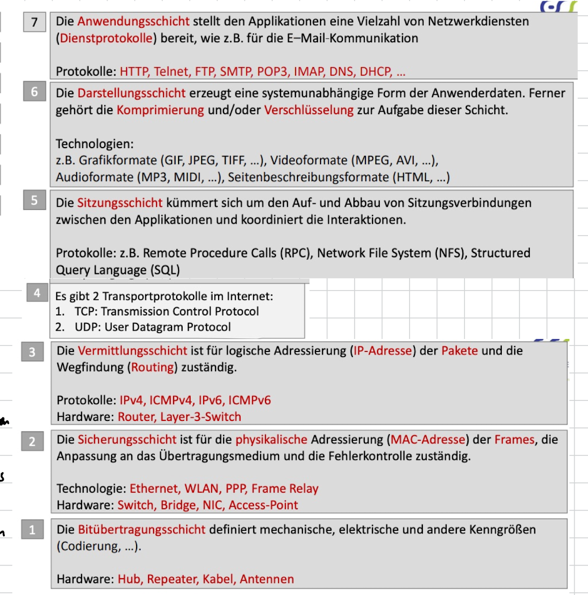 7
Die Anwendungsschicht stellt den Applikationen eine Vielzahl von Netzwerkdiensten
(Dienstprotokolle) bereit, wie z.B. für die E–Mail-Kommunikation
Protokolle: HTTP, Telnet, FTP, SMTP, POP3, IMAP, DNS, DHCP, …
6
Die Darstellungsschicht erzeugt eine systemunabhängige Form der Anwenderdaten. Ferner
gehört die Komprimierung und/oder Verschlüsselung zur Aufgabe dieser Schicht.
Technologien:
z.B. Grafikformate (GIF, JPEG, TIFF, …), Videoformate (MPEG, AVI, …),
Audioformate (MP3, MIDI, …), Seitenbeschreibungsformate (HTML, …)
5
Die Sitzungsschicht kümmert sich um den Auf- und Abbau von Sitzungsverbindungen
zwischen den Applikationen und koordiniert die Interaktionen.
Protokolle: z.B. Remote Procedure Calls (RPC), Network File System (NFS), Structured
Query Language (SQL)
4
Es gibt 2 Transportprotokolle im Internet:
1. TCP: Transmission Control Protocol
2. UDP: User Datagram Protocol
3
Die Vermittlungsschicht ist für logische Adressierung (IP-Adresse) der Pakete und die
Wegfindung (Routing) zuständig.
Protokolle: IPv4, ICMPv4, IPv6, ICMPv6
Hardware: Router, Layer-3-Switch
2
Die Sicherungsschicht ist für die physikalische Adressierung (MAC-Adresse) der Frames, die
Anpassung an das Übertragungsmedium und die Fehlerkontrolle zuständig.
Technologie: Ethernet, WLAN, PPP, Frame Relay
Hardware: Switch, Bridge, NIC, Access-Point
1
Die Bitübertragungsschicht definiert mechanische, elektrische und andere Kenngrößen
(Codierung, …).
Hardware: Hub, Repeater, Kabel, Antennen